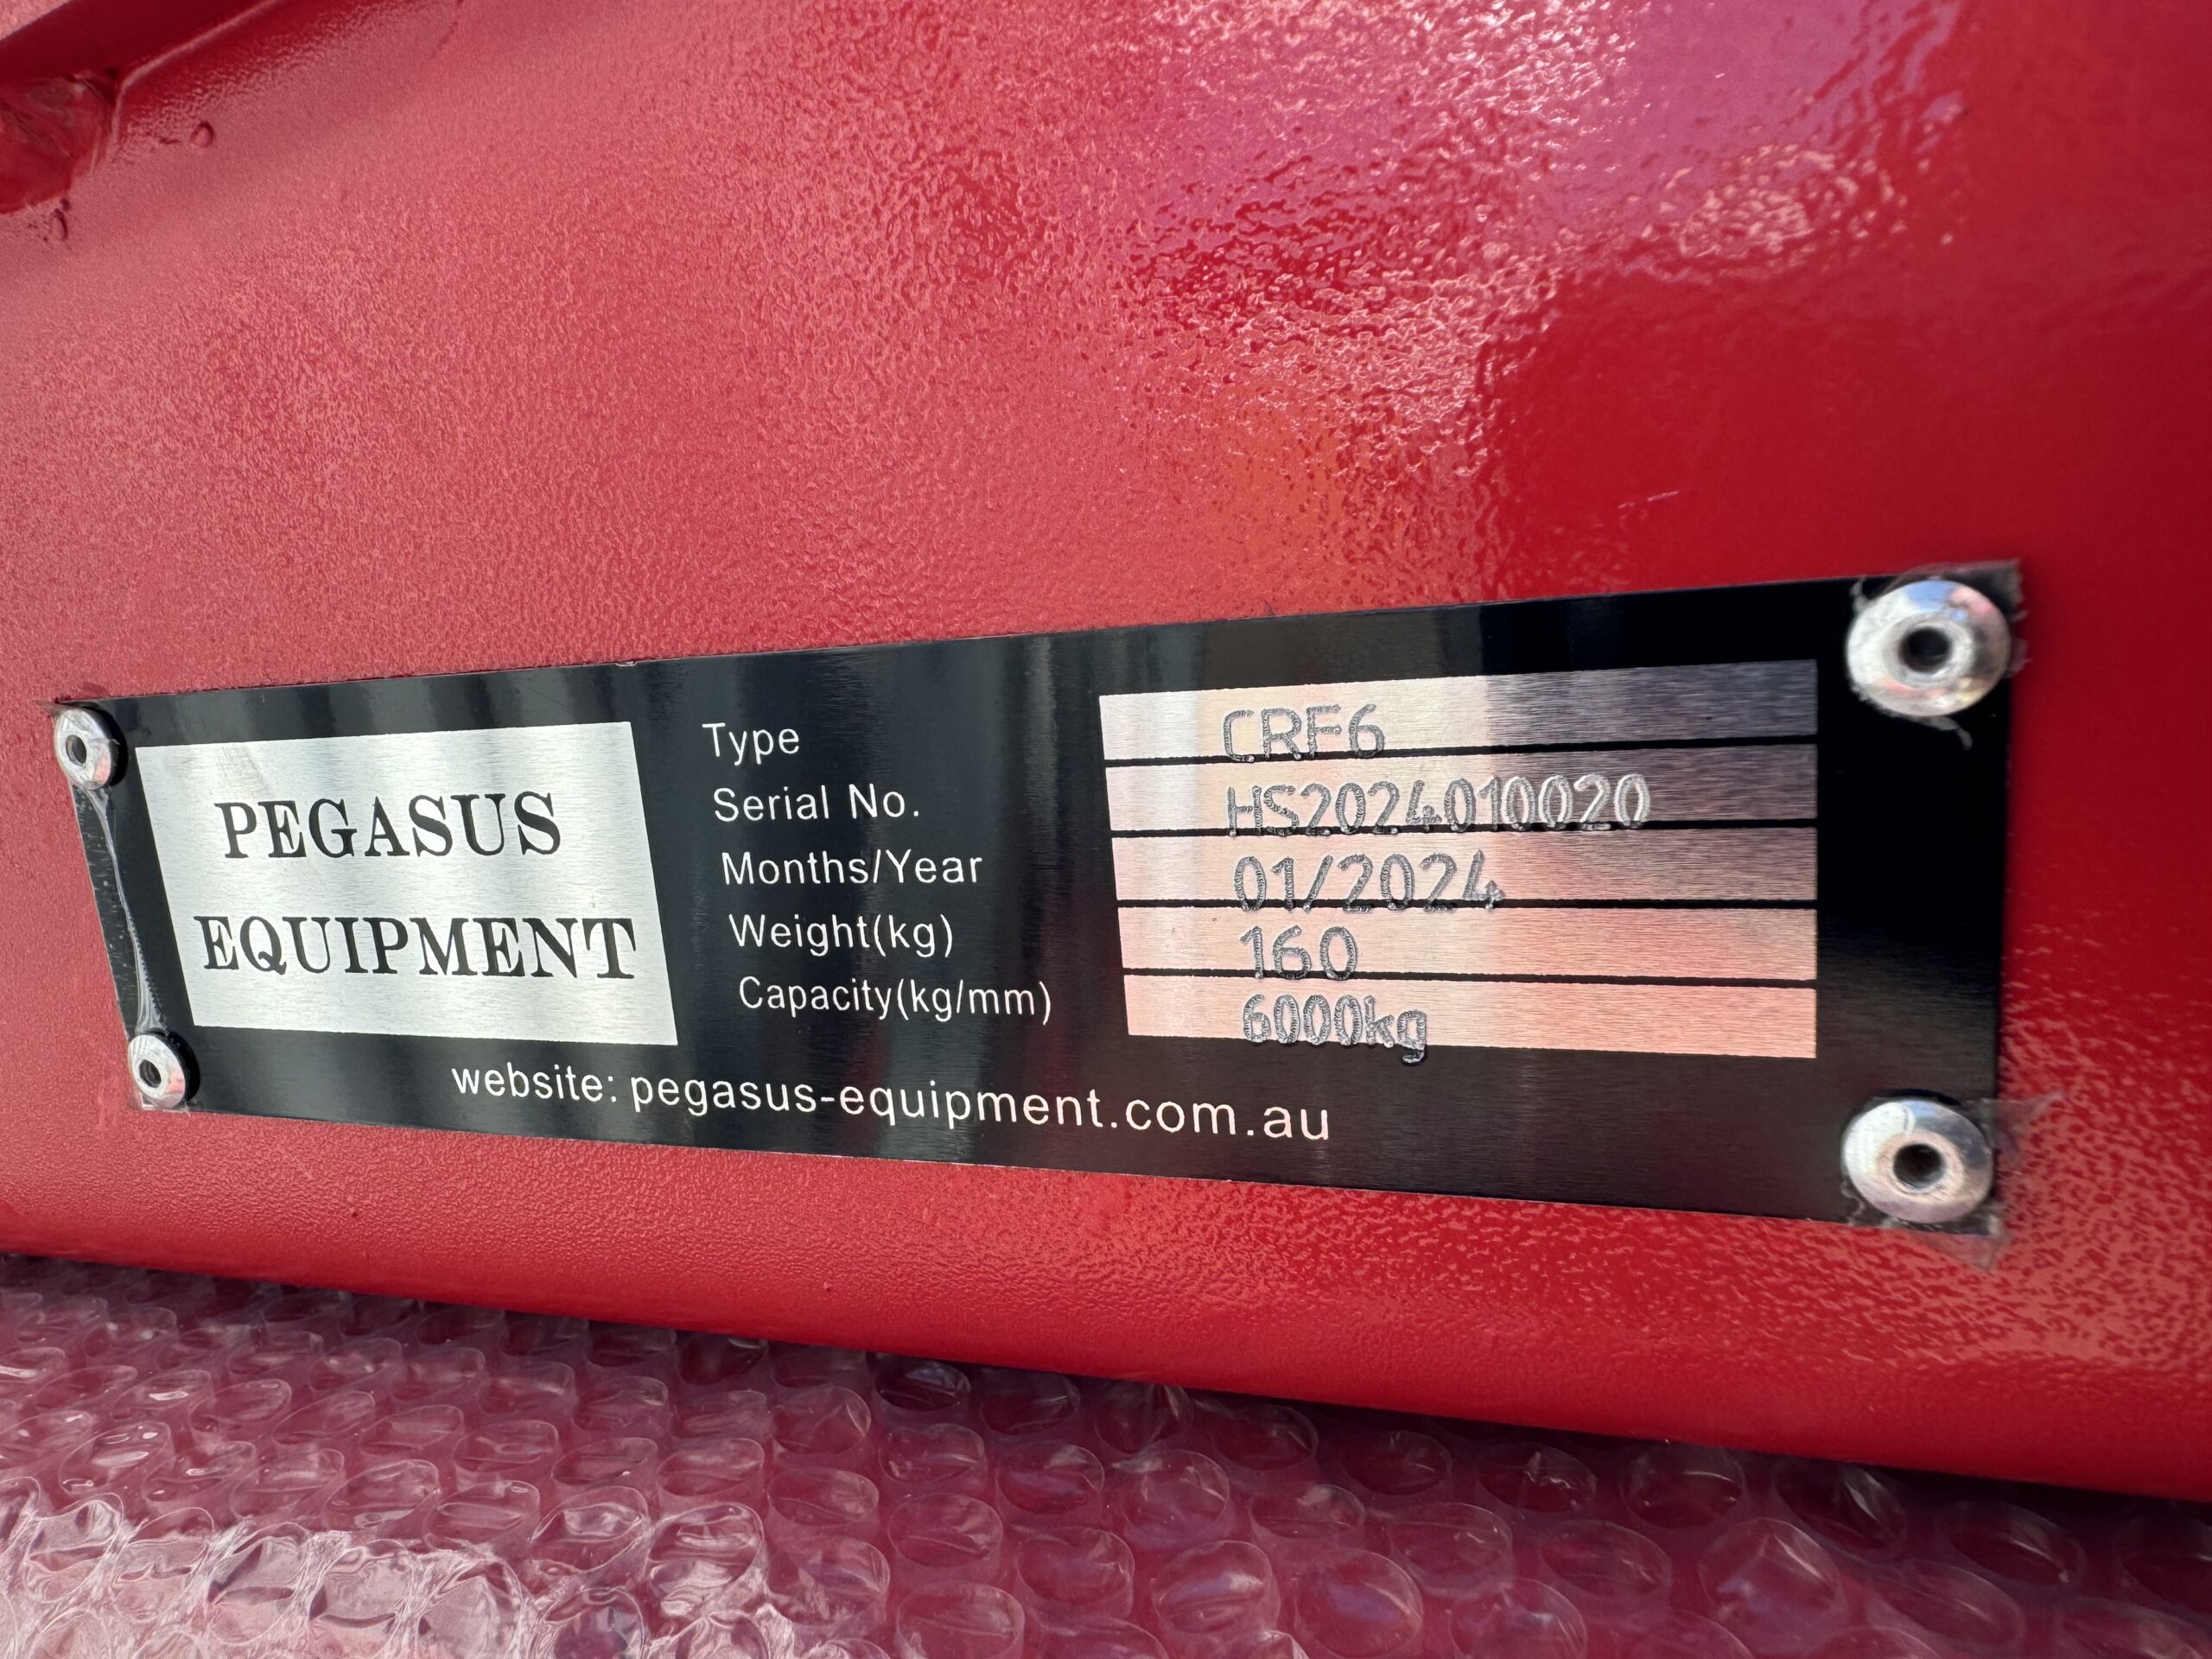 PEGASUS
EQUIPMENT
Type CRF6
Serial No. HS2024010020
Months/Year 01/2024
Weight(kg) 160
Capacity(kg/mm) 6000kg
website: pegasus-equipment.com.au